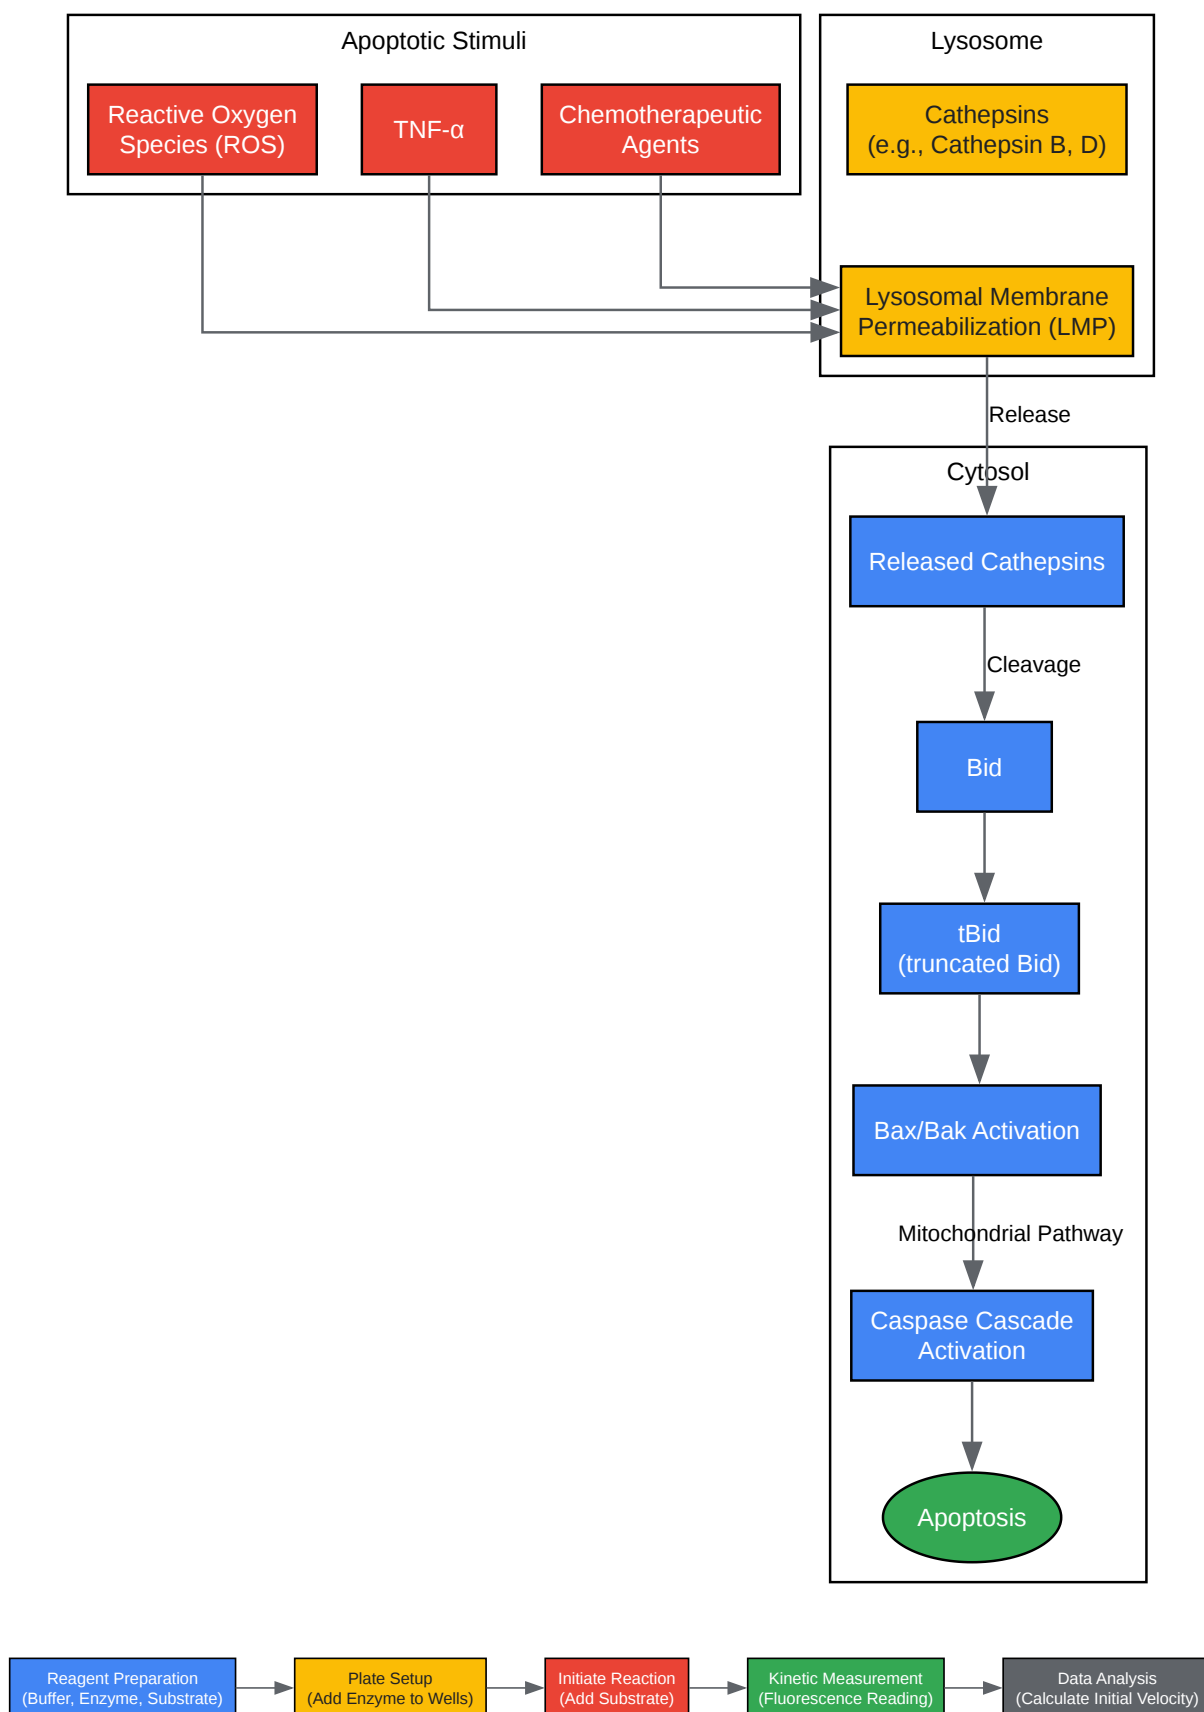 Apoptotic Stimuli
Reactive Oxygen
Species (ROS)
TNF-α
Chemotherapeutic
Agents
Lysosome
Cathepsins
(e.g., Cathepsin B, D)
Lysosomal Membrane
Permeabilization (LMP)
Release
Cytosol
Released Cathepsins
Cleavage
Bid
tBid
(truncated Bid)
Bax/Bak Activation
Mitochondrial Pathway
Caspase Cascade
Activation
Apoptosis
Reagent Preparation
(Buffer, Enzyme, Substrate)
Plate Setup
(Add Enzyme to Wells)
Initiate Reaction
(Add Substrate)
Kinetic Measurement
(Fluorescence Reading)
Data Analysis
(Calculate Initial Velocity)